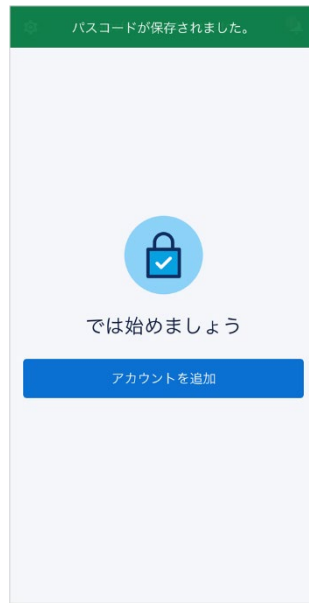 パスコードが保存されました。
では始めましょう
アカウントを追加